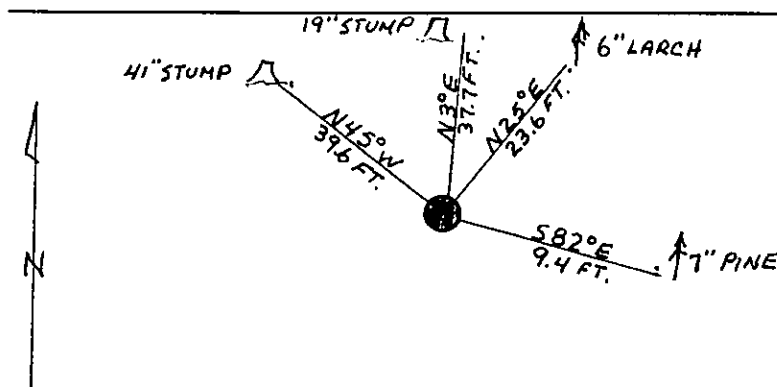 19" STUMP
6" LARCH
41" STUMP
N45°W
39.6 FT.
N3°E
37.7 FT.
N25°E
23.6 FT.
S82°E
9.4 FT.
7" PINE
N